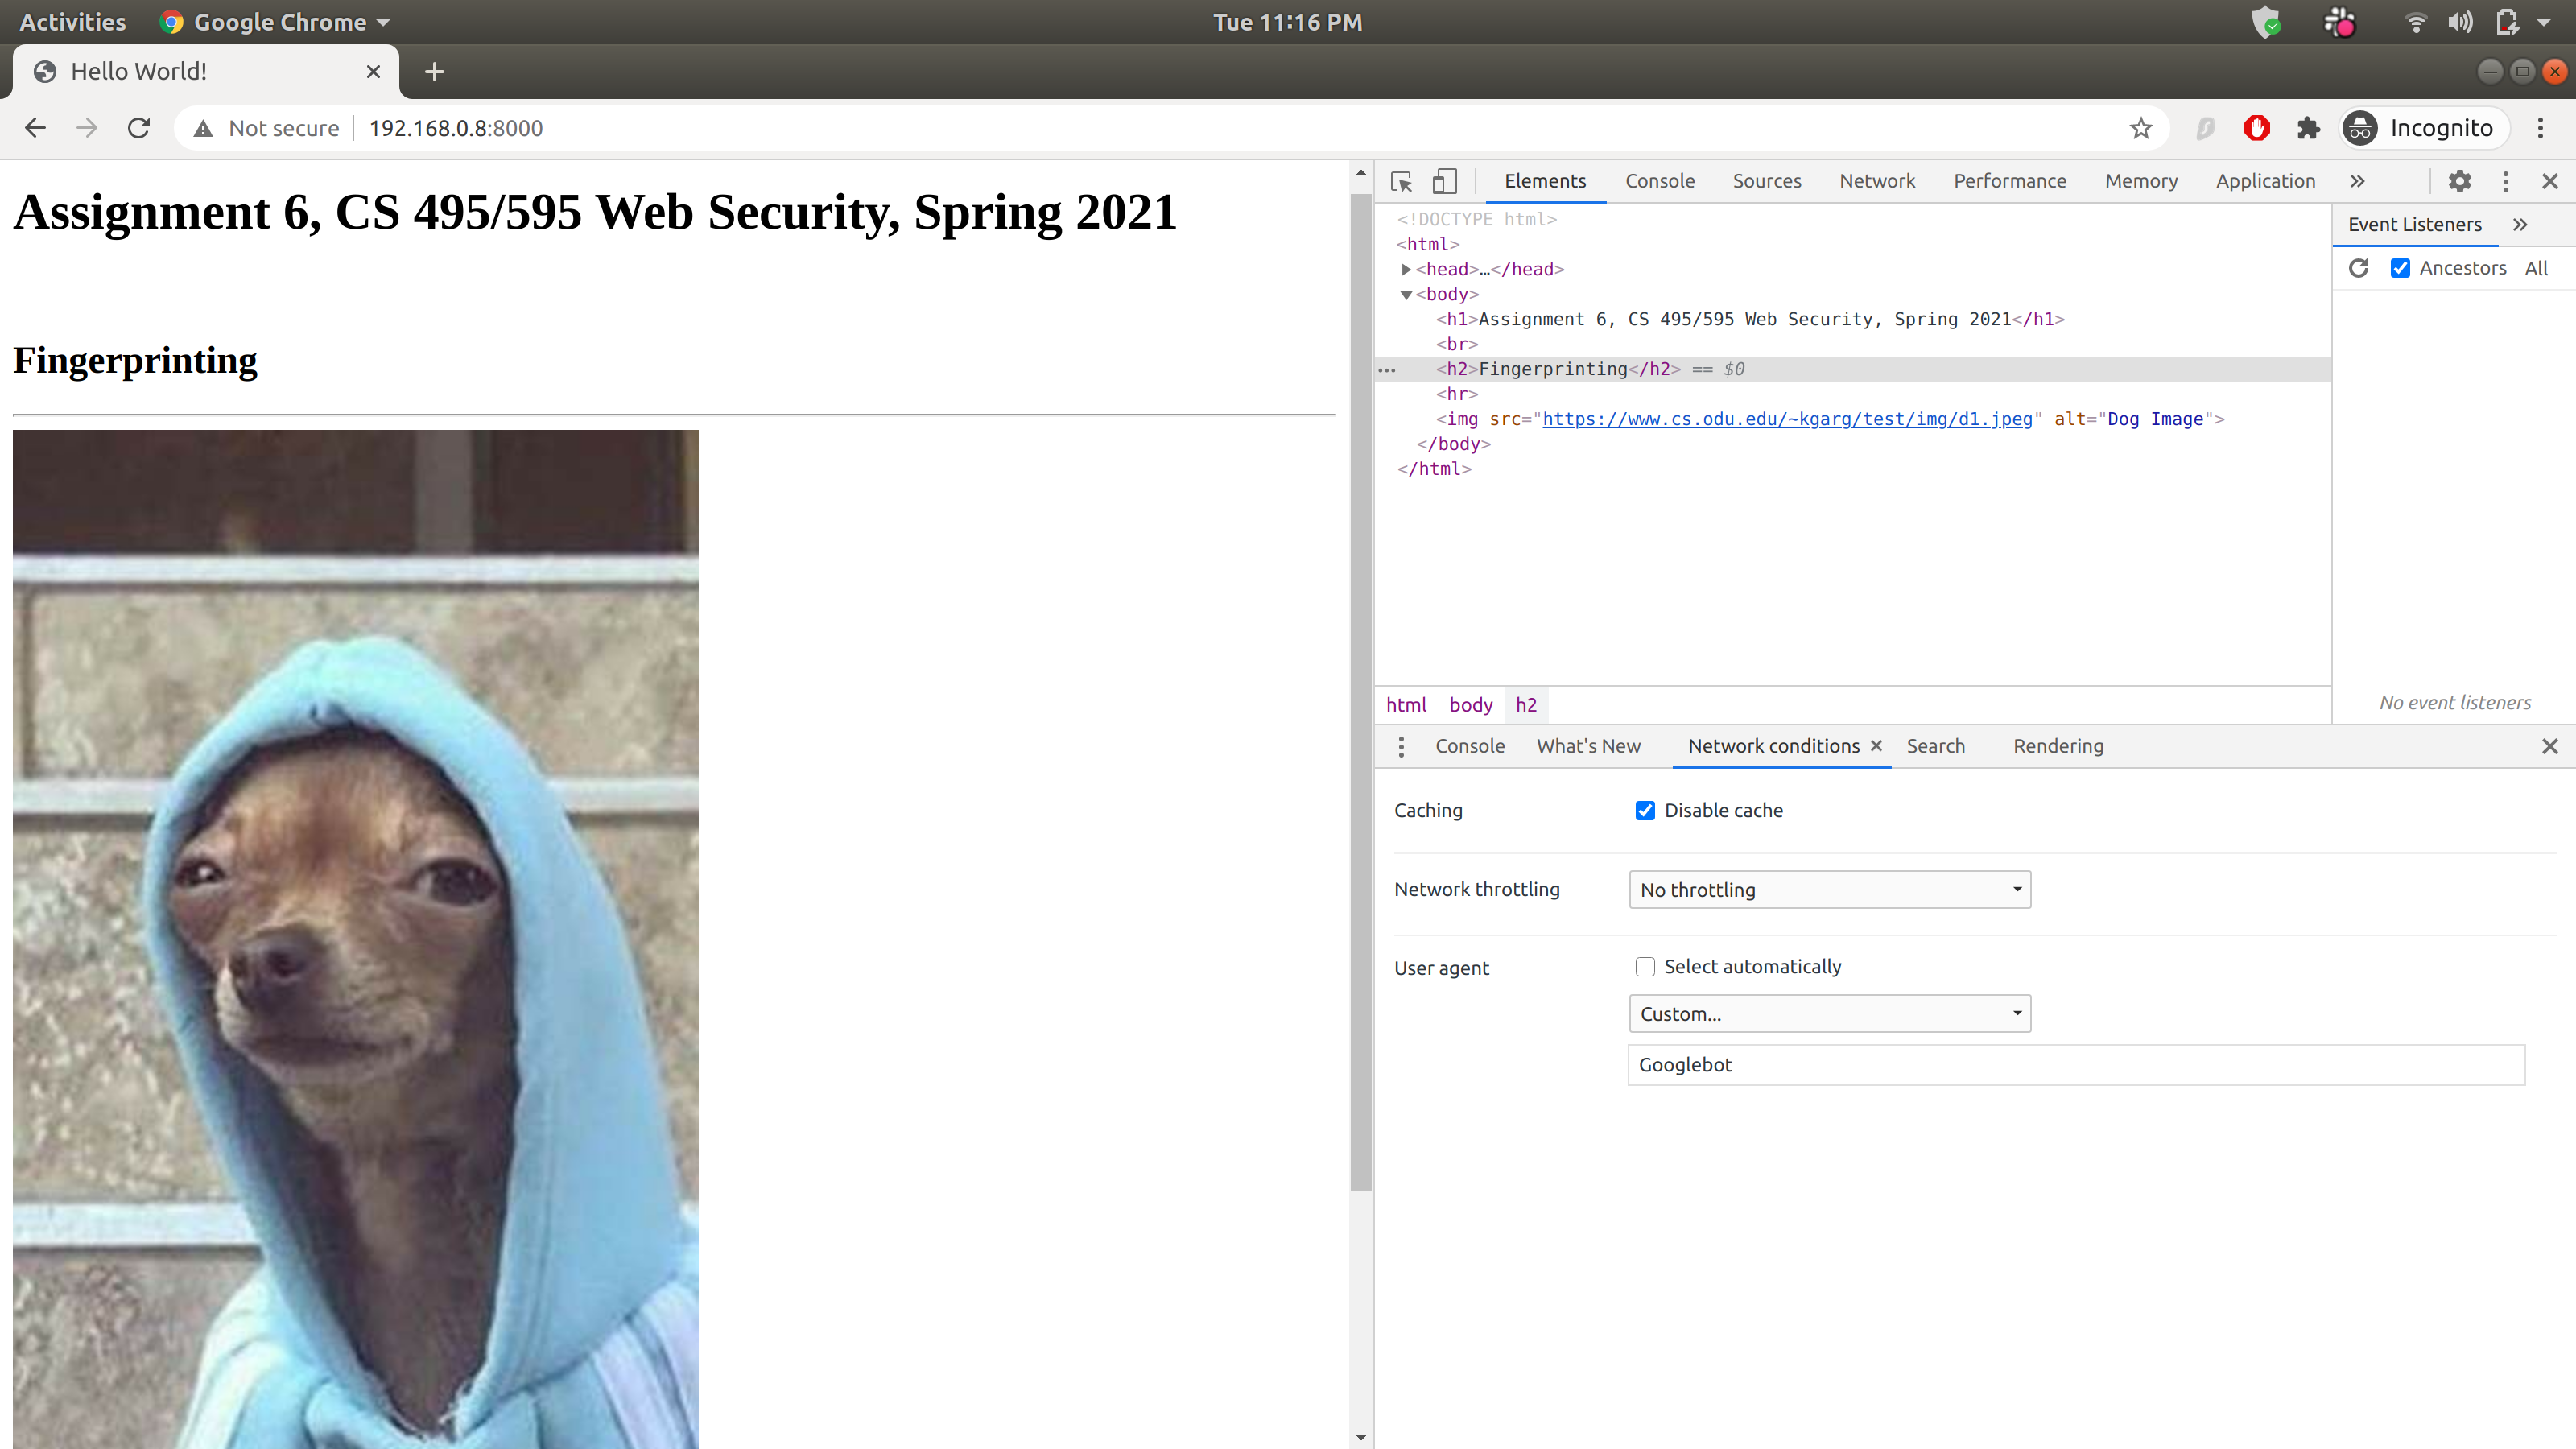 Activities Google Chrome Tue 11:16 PM
Hello World!
Not secure 192.168.0.8:8000 Incognito
Assignment 6, CS 495/595 Web Security, Spring 2021
Fingerprinting
Elements Console Sources Network Performance Memory Application »
<!DOCTYPE html>
<html>
<head>…</head>
<body>
<h1>Assignment 6, CS 495/595 Web Security, Spring 2021</h1>
<br>
<h2>Fingerprinting</h2> == $0
<hr>
<img src="https://www.cs.odu.edu/~kgarg/test/img/d1.jpeg" alt="Dog Image">
</body>
</html>
html body h2
Event Listeners »
Ancestors All
No event listeners
Console What's New Network conditions Search Rendering
Caching Disable cache
Network throttling No throttling
User agent Select automatically
Custom...
Googlebot